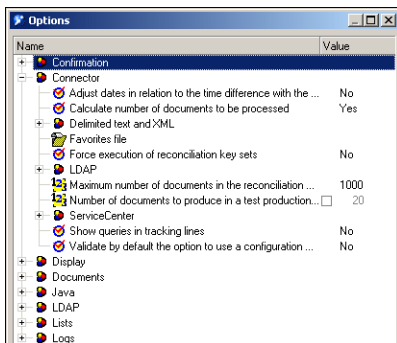 Options
Name Value
Confirmation
Connector
Adjust dates in relation to the time difference with the ... No
Calculate number of documents to be processed Yes
Delimited text and XML
Favorites file
Force execution of reconciliation key sets No
LDAP
Maximum number of documents in the reconciliation ... 1000
Number of documents to produce in a test production... 20
ServiceCenter
Show queries in tracking lines No
Validate by default the option to use a configuration ... No
Display
Documents
Java
LDAP
Lists
Logs